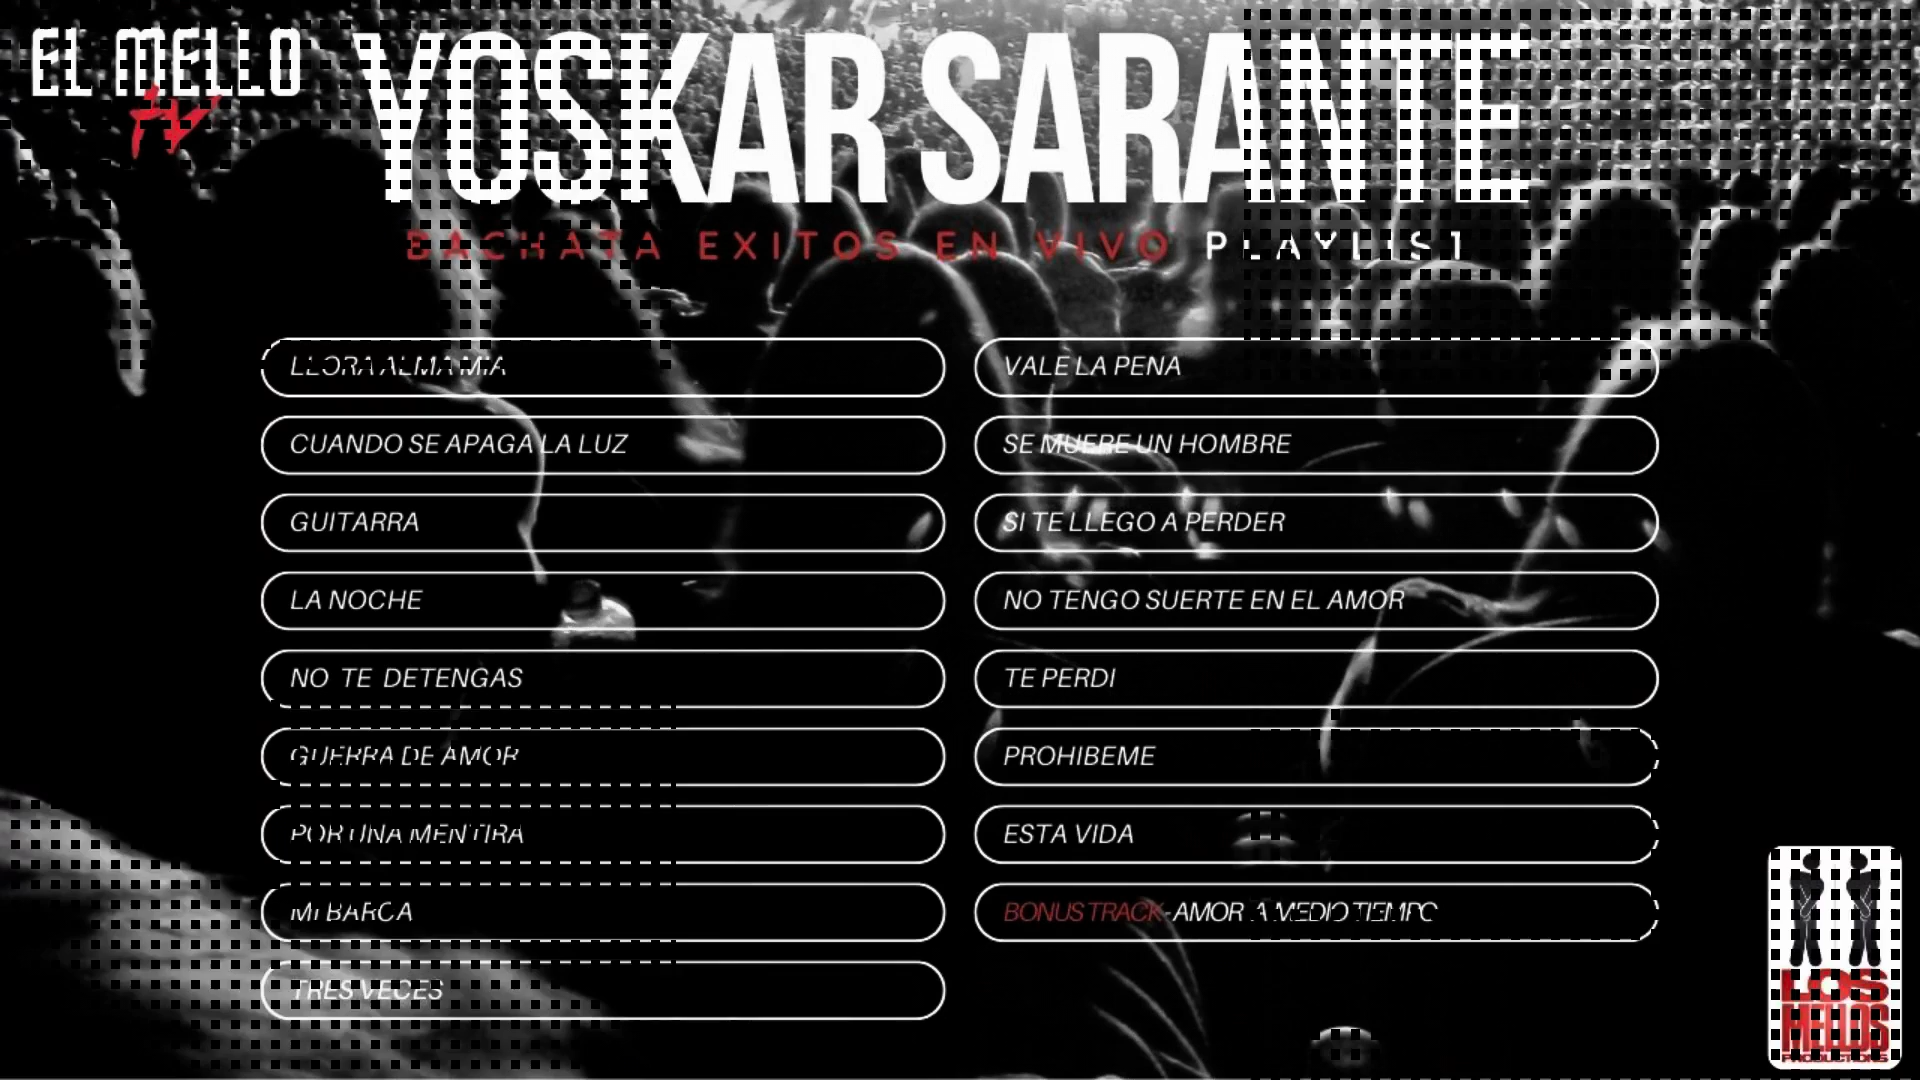 EL MELLO
TV
YOSKAR SARANTE
BACHATA EXITOS EN VIVO PLAYLIST
LLORA ALMA MIA
CUANDO SE APAGA LA LUZ
GUITARRA
LA NOCHE
NO TE DETENGAS
GUERRA DE AMOR
POR UNA MENTIRA
MI BARCA
TRES VECES
VALE LA PENA
SE MUERE UN HOMBRE
SI TE LLEGO A PERDER
NO TENGO SUERTE EN EL AMOR
TE PERDI
PROHIBEME
ESTA VIDA
BONUS TRACK-AMOR A MEDIO TIEMPO
LOS
MELLOS
PRODUCTIONS